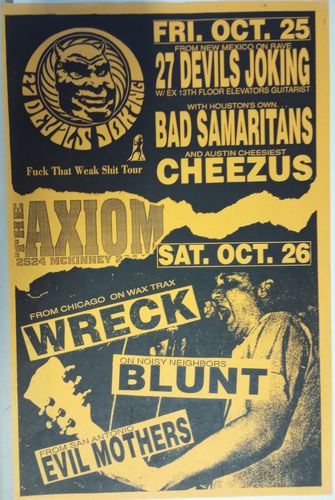 27 DEVILS JOKING
Fuck That Weak Shit Tour
FRI. OCT. 25
FROM NEW MEXICO ON RAVE
27 DEVILS JOKING
W/ EX 13TH FLOOR ELEVATORS GUITARIST
WITH HOUSTON'S OWN...
BAD SAMARITANS
AND AUSTIN CHEESIEST
CHEEZUS
THE AXIOM
2524 MCKINNEY
SAT. OCT. 26
FROM CHICAGO ON WAX TRAX
WRECK
ON NOISY NEIGHBORS
BLUNT
FROM SAN ANTONIO
EVIL MOTHERS